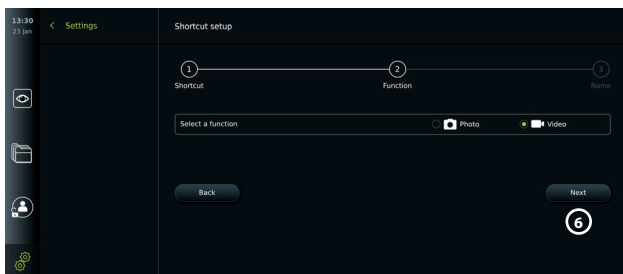 13:30
23 Jan
Settings
Shortcut setup
1
2
3
Shortcut
Function
Name
Select a function
Photo
Video
Back
Next
6